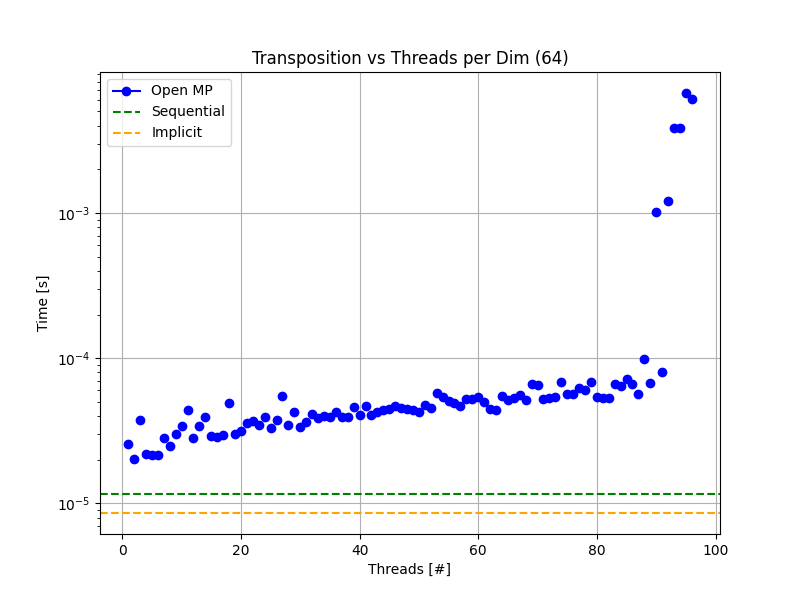 Transposition vs Threads per Dim (64)
Open MP
Sequential
Implicit
Time [s]
10⁻³
10⁻⁴
10⁻⁵
0 20 40 60 80 100
Threads [#]